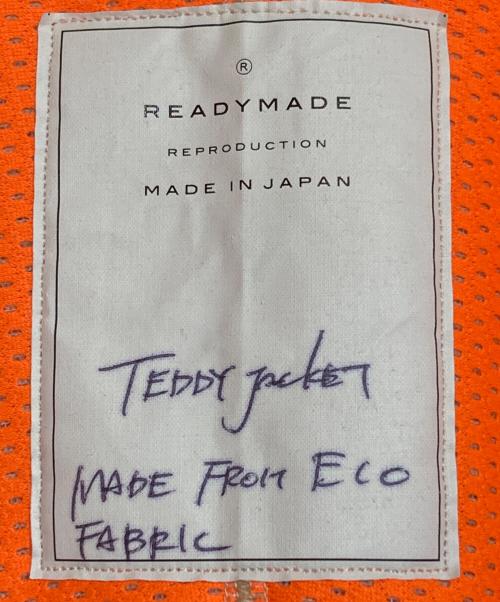 ®
READYMADE
REPRODUCTION
MADE IN JAPAN
TEDDY jacket
MADE FROM ECO
FABRIC